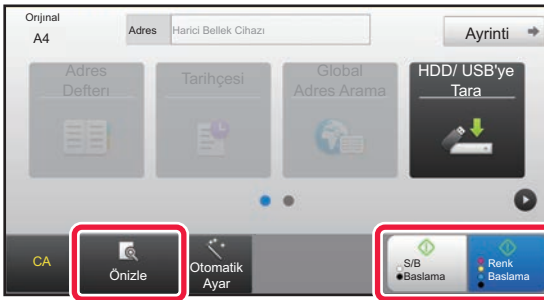 Orijinal
A4
Adres
Harici Bellek Cihazı
Ayrinti
Adres
Defteri
Tarihçesi
Global
Adres Arama
HDD/ USB'ye
Tara
CA
Önizle
Otomatik
Ayar
S/B
Baslama
Renk
Baslama